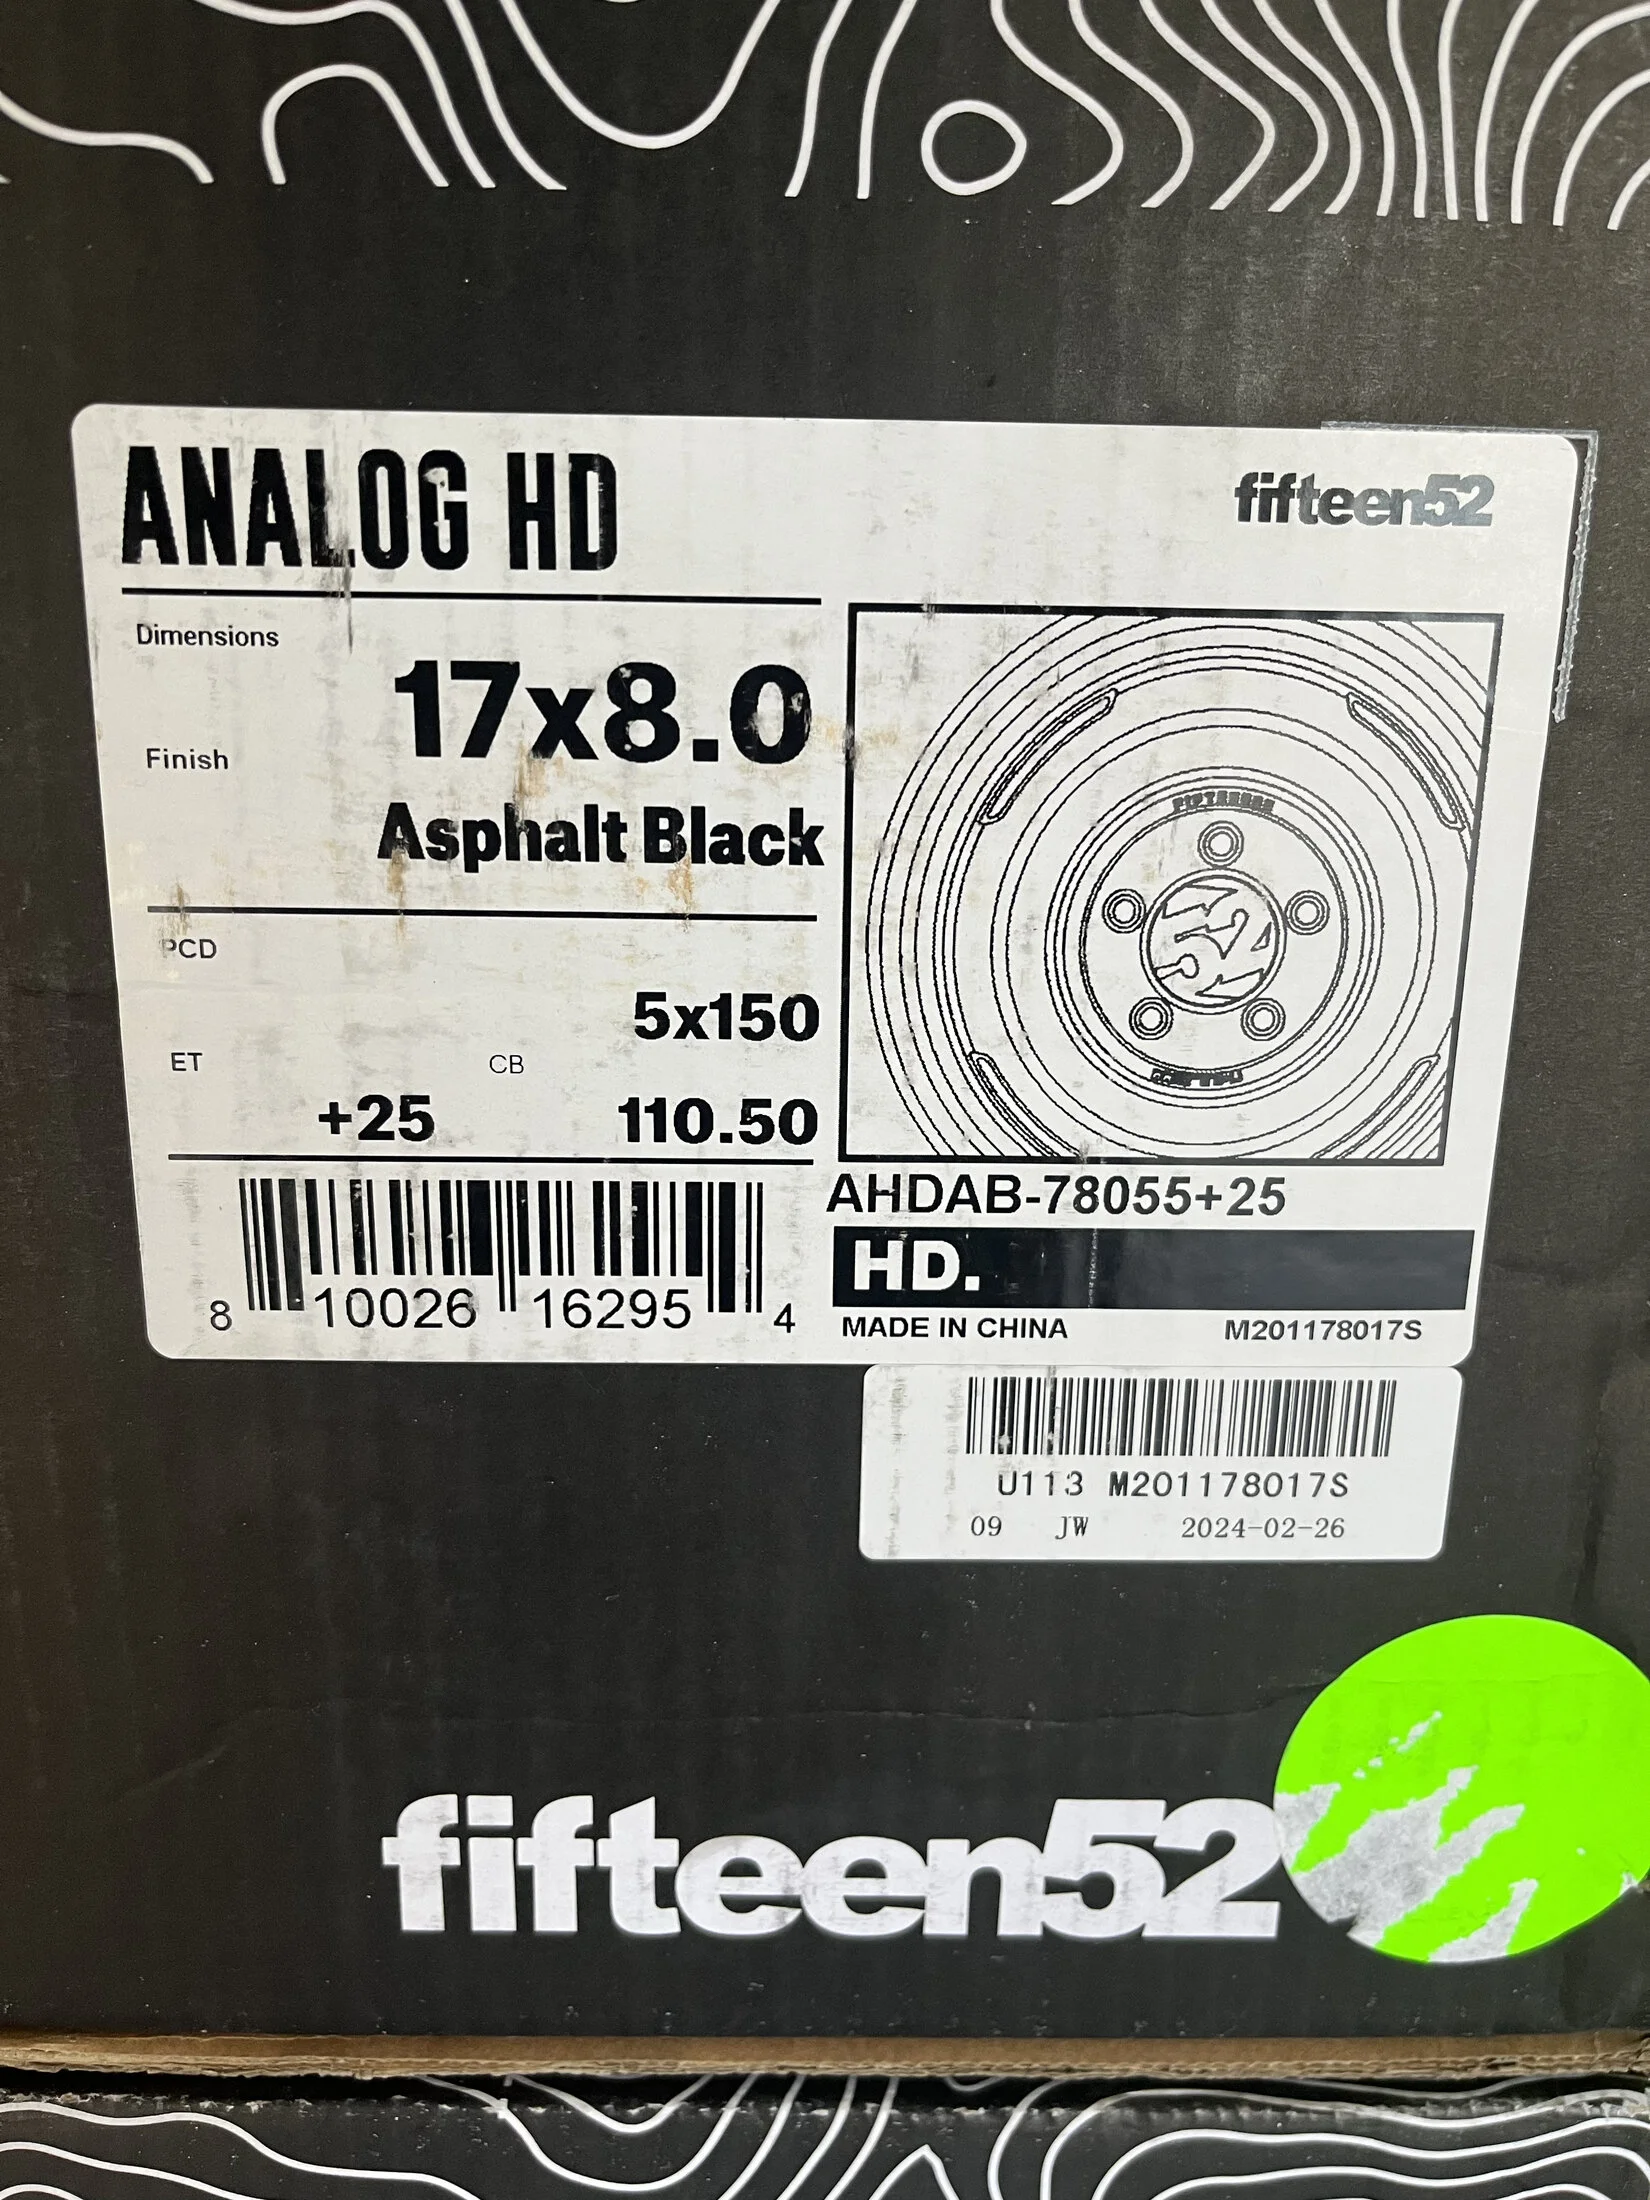 ANALOG HD
fifteen52
Dimensions
17x8.0
Finish
Asphalt Black
PCD
5x150
ET
CB
+25
110.50
AHDAB-78055+25
HD.
8 10026 16295 4
MADE IN CHINA
M201178017S
U113 M201178017S
09 JW 2024-02-26
fifteen52